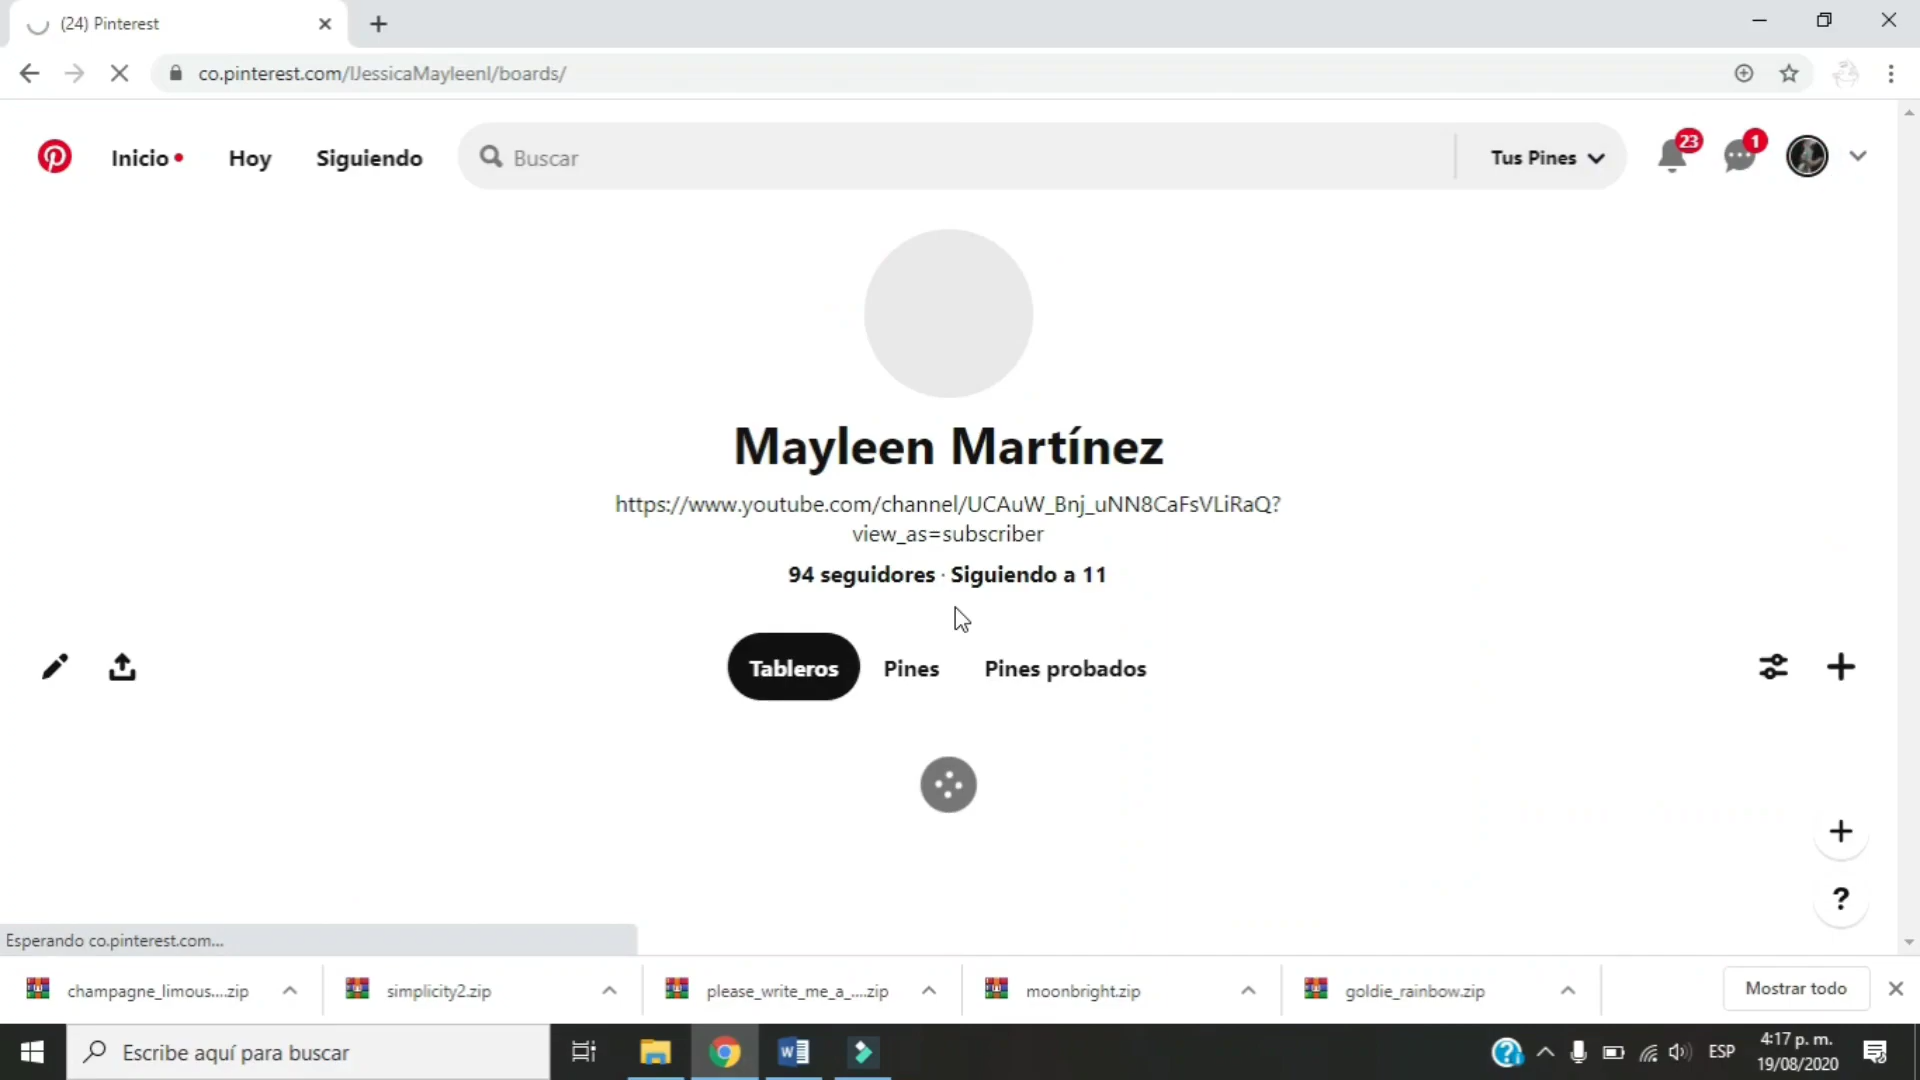 (24) Pinterest
co.pinterest.com/lJessicaMayleenl/boards/
Inicio
Hoy
Siguiendo
Buscar
Tus Pines
23
1
Mayleen Martínez
https://www.youtube.com/channel/UCAuW_Bnj_uNN8CaFsVLiRaQ?
view_as=subscriber
94 seguidores · Siguiendo a 11
Tableros
Pines
Pines probados
?
Esperando co.pinterest.com...
champagne_limous....zip
simplicity2.zip
please_write_me_a_....zip
moonbright.zip
goldie_rainbow.zip
Mostrar todo
Escribe aquí para buscar
ESP
4:17 p. m.
19/08/2020